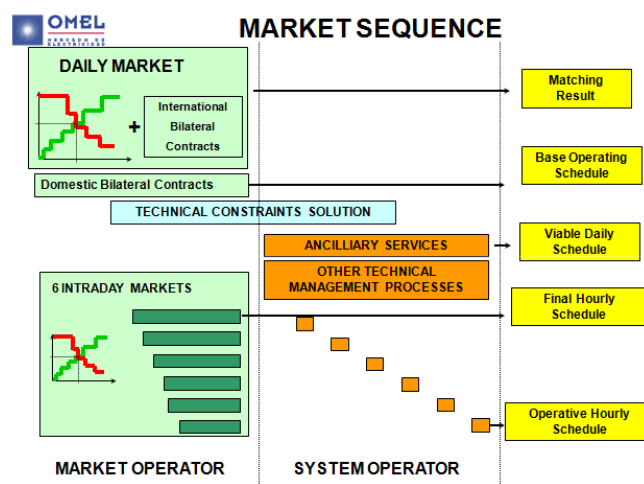 OMEL
MERCADO DE
ELECTRICIDAD
MARKET SEQUENCE
DAILY MARKET
+
International
Bilateral
Contracts
Matching
Result
Domestic Bilateral Contracts
Base Operating
Schedule
TECHNICAL CONSTRAINTS SOLUTION
ANCILLIARY SERVICES
Viable Daily
Schedule
OTHER TECHNICAL
MANAGEMENT PROCESSES
6 INTRADAY MARKETS
Final Hourly
Schedule
Operative Hourly
Schedule
MARKET OPERATOR
SYSTEM OPERATOR